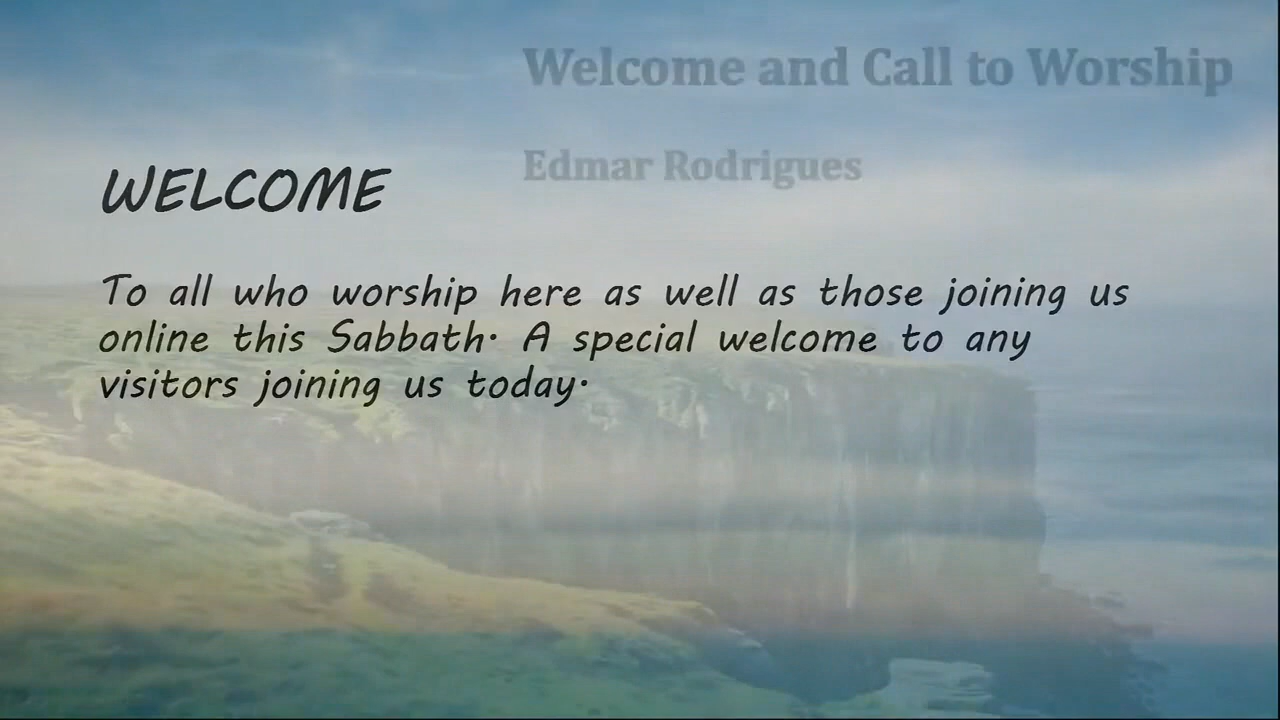 Welcome and Call to Worship
Edmar Rodrigues
WELCOME
To all who worship here as well as those joining us
online this Sabbath. A special welcome to any
visitors joining us today.